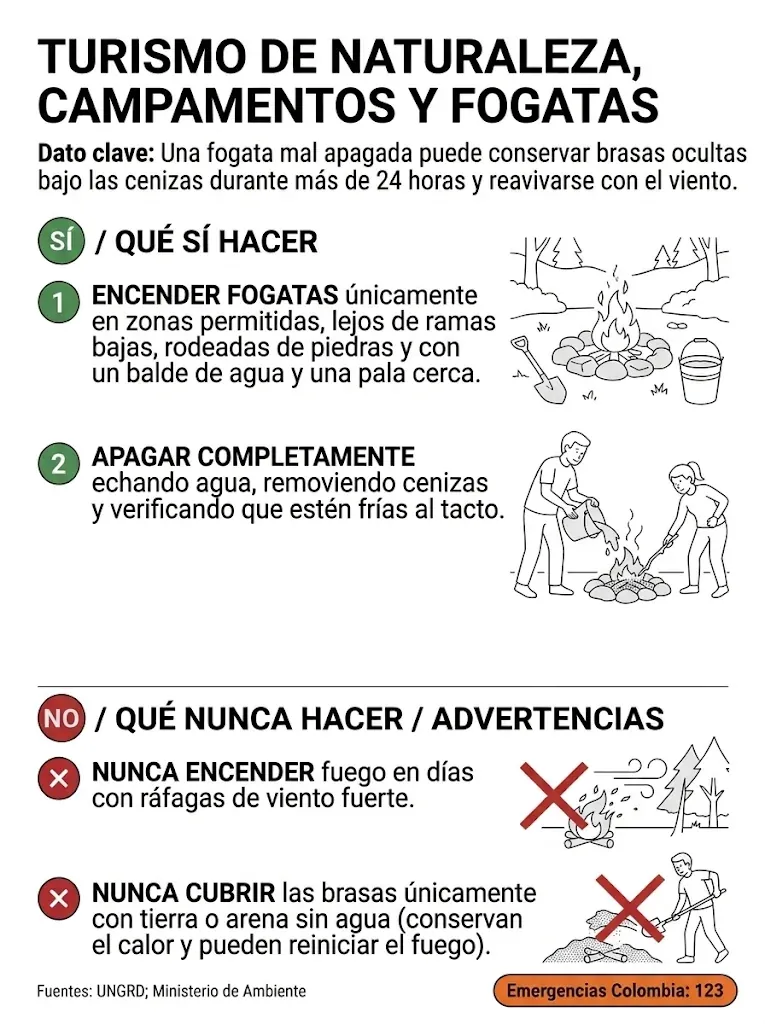 TURISMO DE NATURALEZA,
CAMPAMENTOS Y FOGATAS
Dato clave: Una fogata mal apagada puede conservar brasas ocultas
bajo las cenizas durante más de 24 horas y reavivarse con el viento.
SÍ / QUÉ SÍ HACER
1 ENCENDER FOGATAS únicamente
en zonas permitidas, lejos de ramas
bajas, rodeadas de piedras y con
un balde de agua y una pala cerca.
2 APAGAR COMPLETAMENTE
echando agua, removiendo cenizas
y verificando que estén frías al tacto.
NO / QUÉ NUNCA HACER / ADVERTENCIAS
NUNCA ENCENDER fuego en días
con ráfagas de viento fuerte.
NUNCA CUBRIR las brasas únicamente
con tierra o arena sin agua (conservan
el calor y pueden reiniciar el fuego).
Fuentes: UNGRD; Ministerio de Ambiente
Emergencias Colombia: 123